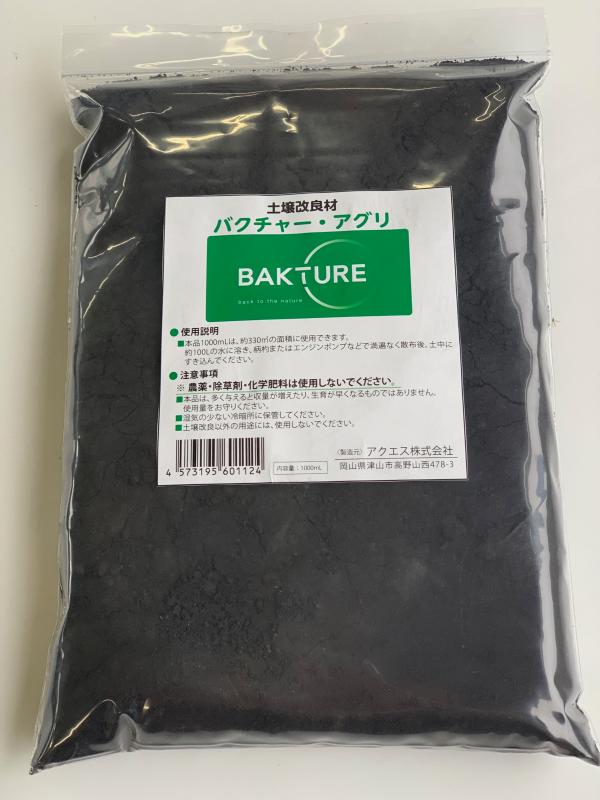 土壌改良材
バクチャー・アグリ
BAKTURE
back to the nature
● 使用説明
■本品1000mLは、約330㎡の面積に使用できます。
約100Lの水に溶き、柄杓またはエンジンポンプなどで満遍なく散布後、土中に
すき込んでください。
● 注意事項
※ 農薬・除草剤・化学肥料は使用しないでください。
■本品は、多く与えると収量が増えたり、生育が早くなるものではありません。
使用量をお守りください。
■湿気の少ない冷暗所に保管してください。
■土壌改良以外の用途には、使用しないでください。
4 573195 601124
内容量:1000mL
〈製造元〉 アクエス株式会社
岡山県津山市高野山西478-3